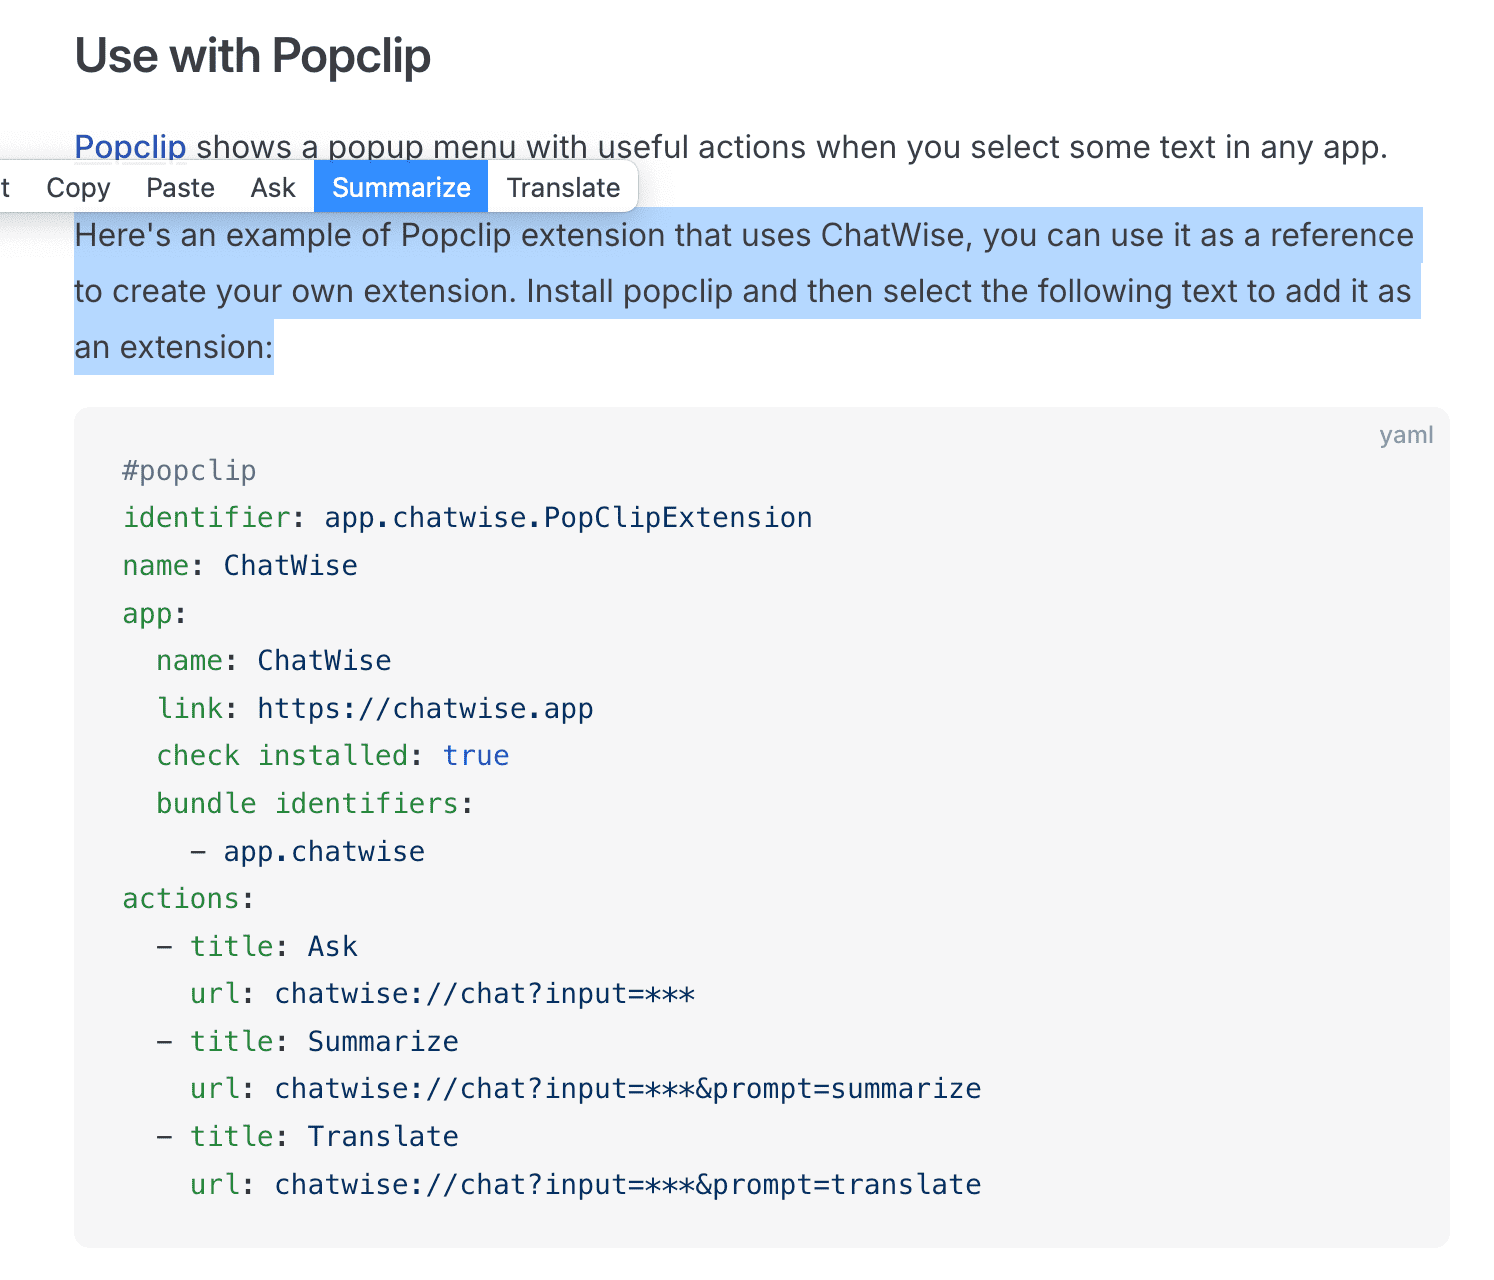 Use with Popclip
Popclip shows a popup menu with useful actions when you select some text in any app.
t Copy Paste Ask Summarize Translate
Here's an example of Popclip extension that uses ChatWise, you can use it as a reference
to create your own extension. Install popclip and then select the following text to add it as
an extension:
yaml
#popclip
identifier: app.chatwise.PopClipExtension
name: ChatWise
app:
  name: ChatWise
  link: https://chatwise.app
  check installed: true
  bundle identifiers:
    - app.chatwise
actions:
  - title: Ask
    url: chatwise://chat?input=***
  - title: Summarize
    url: chatwise://chat?input=***&prompt=summarize
  - title: Translate
    url: chatwise://chat?input=***&prompt=translate